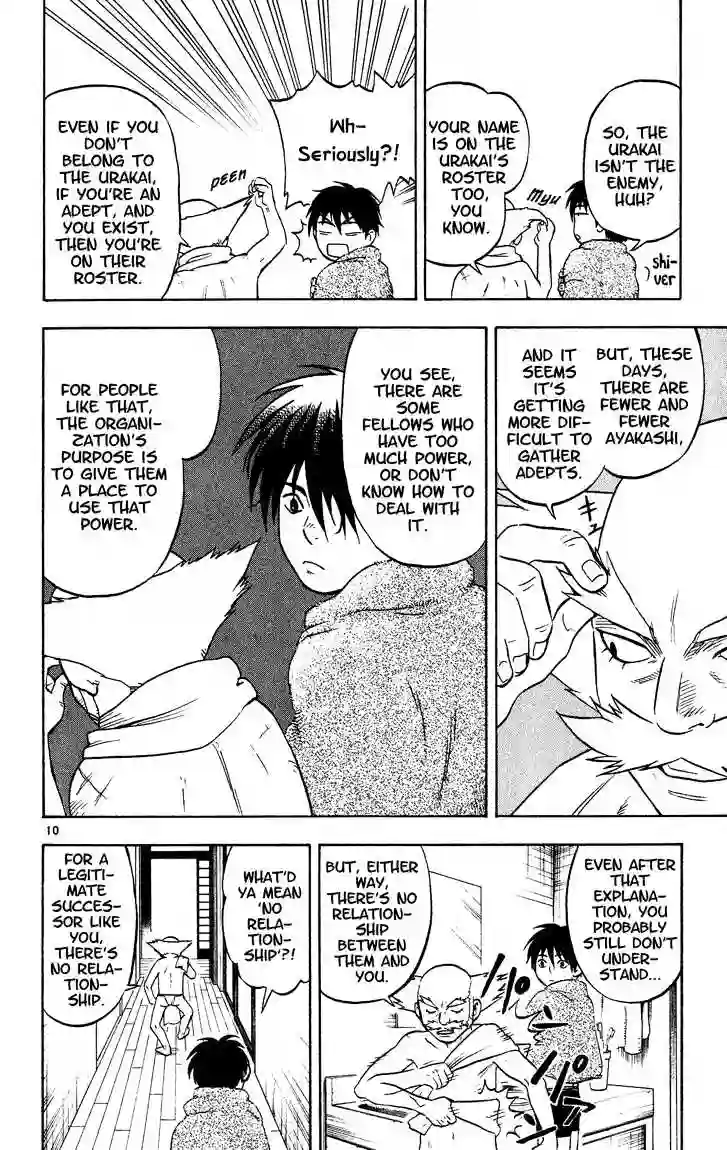 SO, THE
URAKAI
ISN'T THE
ENEMY,
HUH?
YOUR NAME
IS ON THE
URAKAI'S
ROSTER
TOO,
YOU
KNOW.
Myu
shi-
ver
Wh-
Seriously?!
peen
EVEN IF YOU
DON'T
BELONG TO
THE URAKAI,
IF YOU'RE AN
ADEPT, AND
YOU EXIST,
THEN YOU'RE
ON THEIR
ROSTER.
BUT, THESE
DAYS,
THERE ARE
FEWER AND
FEWER
AYAKASHI,
AND IT
SEEMS
IT'S
GETTING
MORE DIF-
FICULT TO
GATHER
ADEPTS.
YOU SEE,
THERE ARE
SOME
FELLOWS WHO
HAVE TOO
MUCH POWER,
OR DON'T
KNOW HOW TO
DEAL WITH
IT.
FOR PEOPLE
LIKE THAT,
THE ORGANI-
ZATION'S
PURPOSE IS
TO GIVE THEM
A PLACE TO
USE THAT
POWER.
10
EVEN AFTER
THAT
EXPLANA-
TION, YOU
PROBABLY
STILL DON'T
UNDER-
STAND...
BUT, EITHER
WAY,
THERE'S NO
RELATION-
SHIP
BETWEEN
THEM AND
YOU.
WHAT'D
YA MEAN
'NO
RELA-
TION-
SHIP'?!
FOR A
LEGITI-
MATE
SUCCES-
SOR LIKE
YOU,
THERE'S
NO RELA-
TIONSHIP.